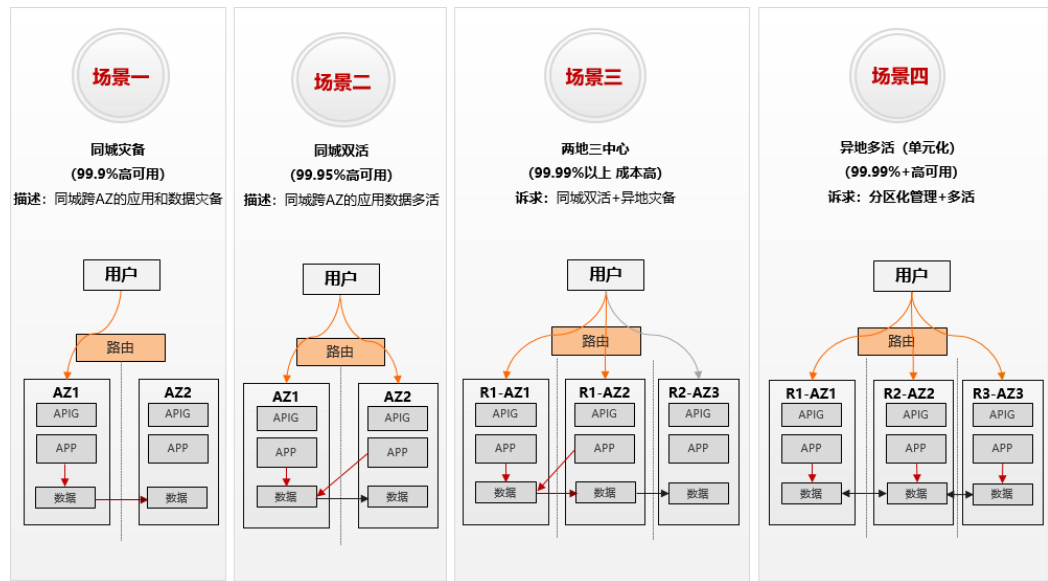 场景一
同城灾备
(99.9%高可用)
描述：同城跨AZ的应用和数据灾备
用户
路由
AZ1
AZ2
APIG
APIG
APP
APP
数据
数据
场景二
同城双活
(99.95%高可用)
描述：同城跨AZ的应用数据多活
用户
路由
AZ1
AZ2
APIG
APIG
APP
APP
数据
数据
场景三
两地三中心
(99.99%以上 成本高)
诉求：同城双活+异地灾备
用户
路由
R1-AZ1
R1-AZ2
R2-AZ3
APIG
APIG
APIG
APP
APP
APP
数据
数据
数据
场景四
异地多活（单元化）
(99.99%+高可用)
诉求：分区化管理+多活
用户
路由
R1-AZ1
R2-AZ2
R3-AZ3
APIG
APIG
APIG
APP
APP
APP
数据
数据
数据